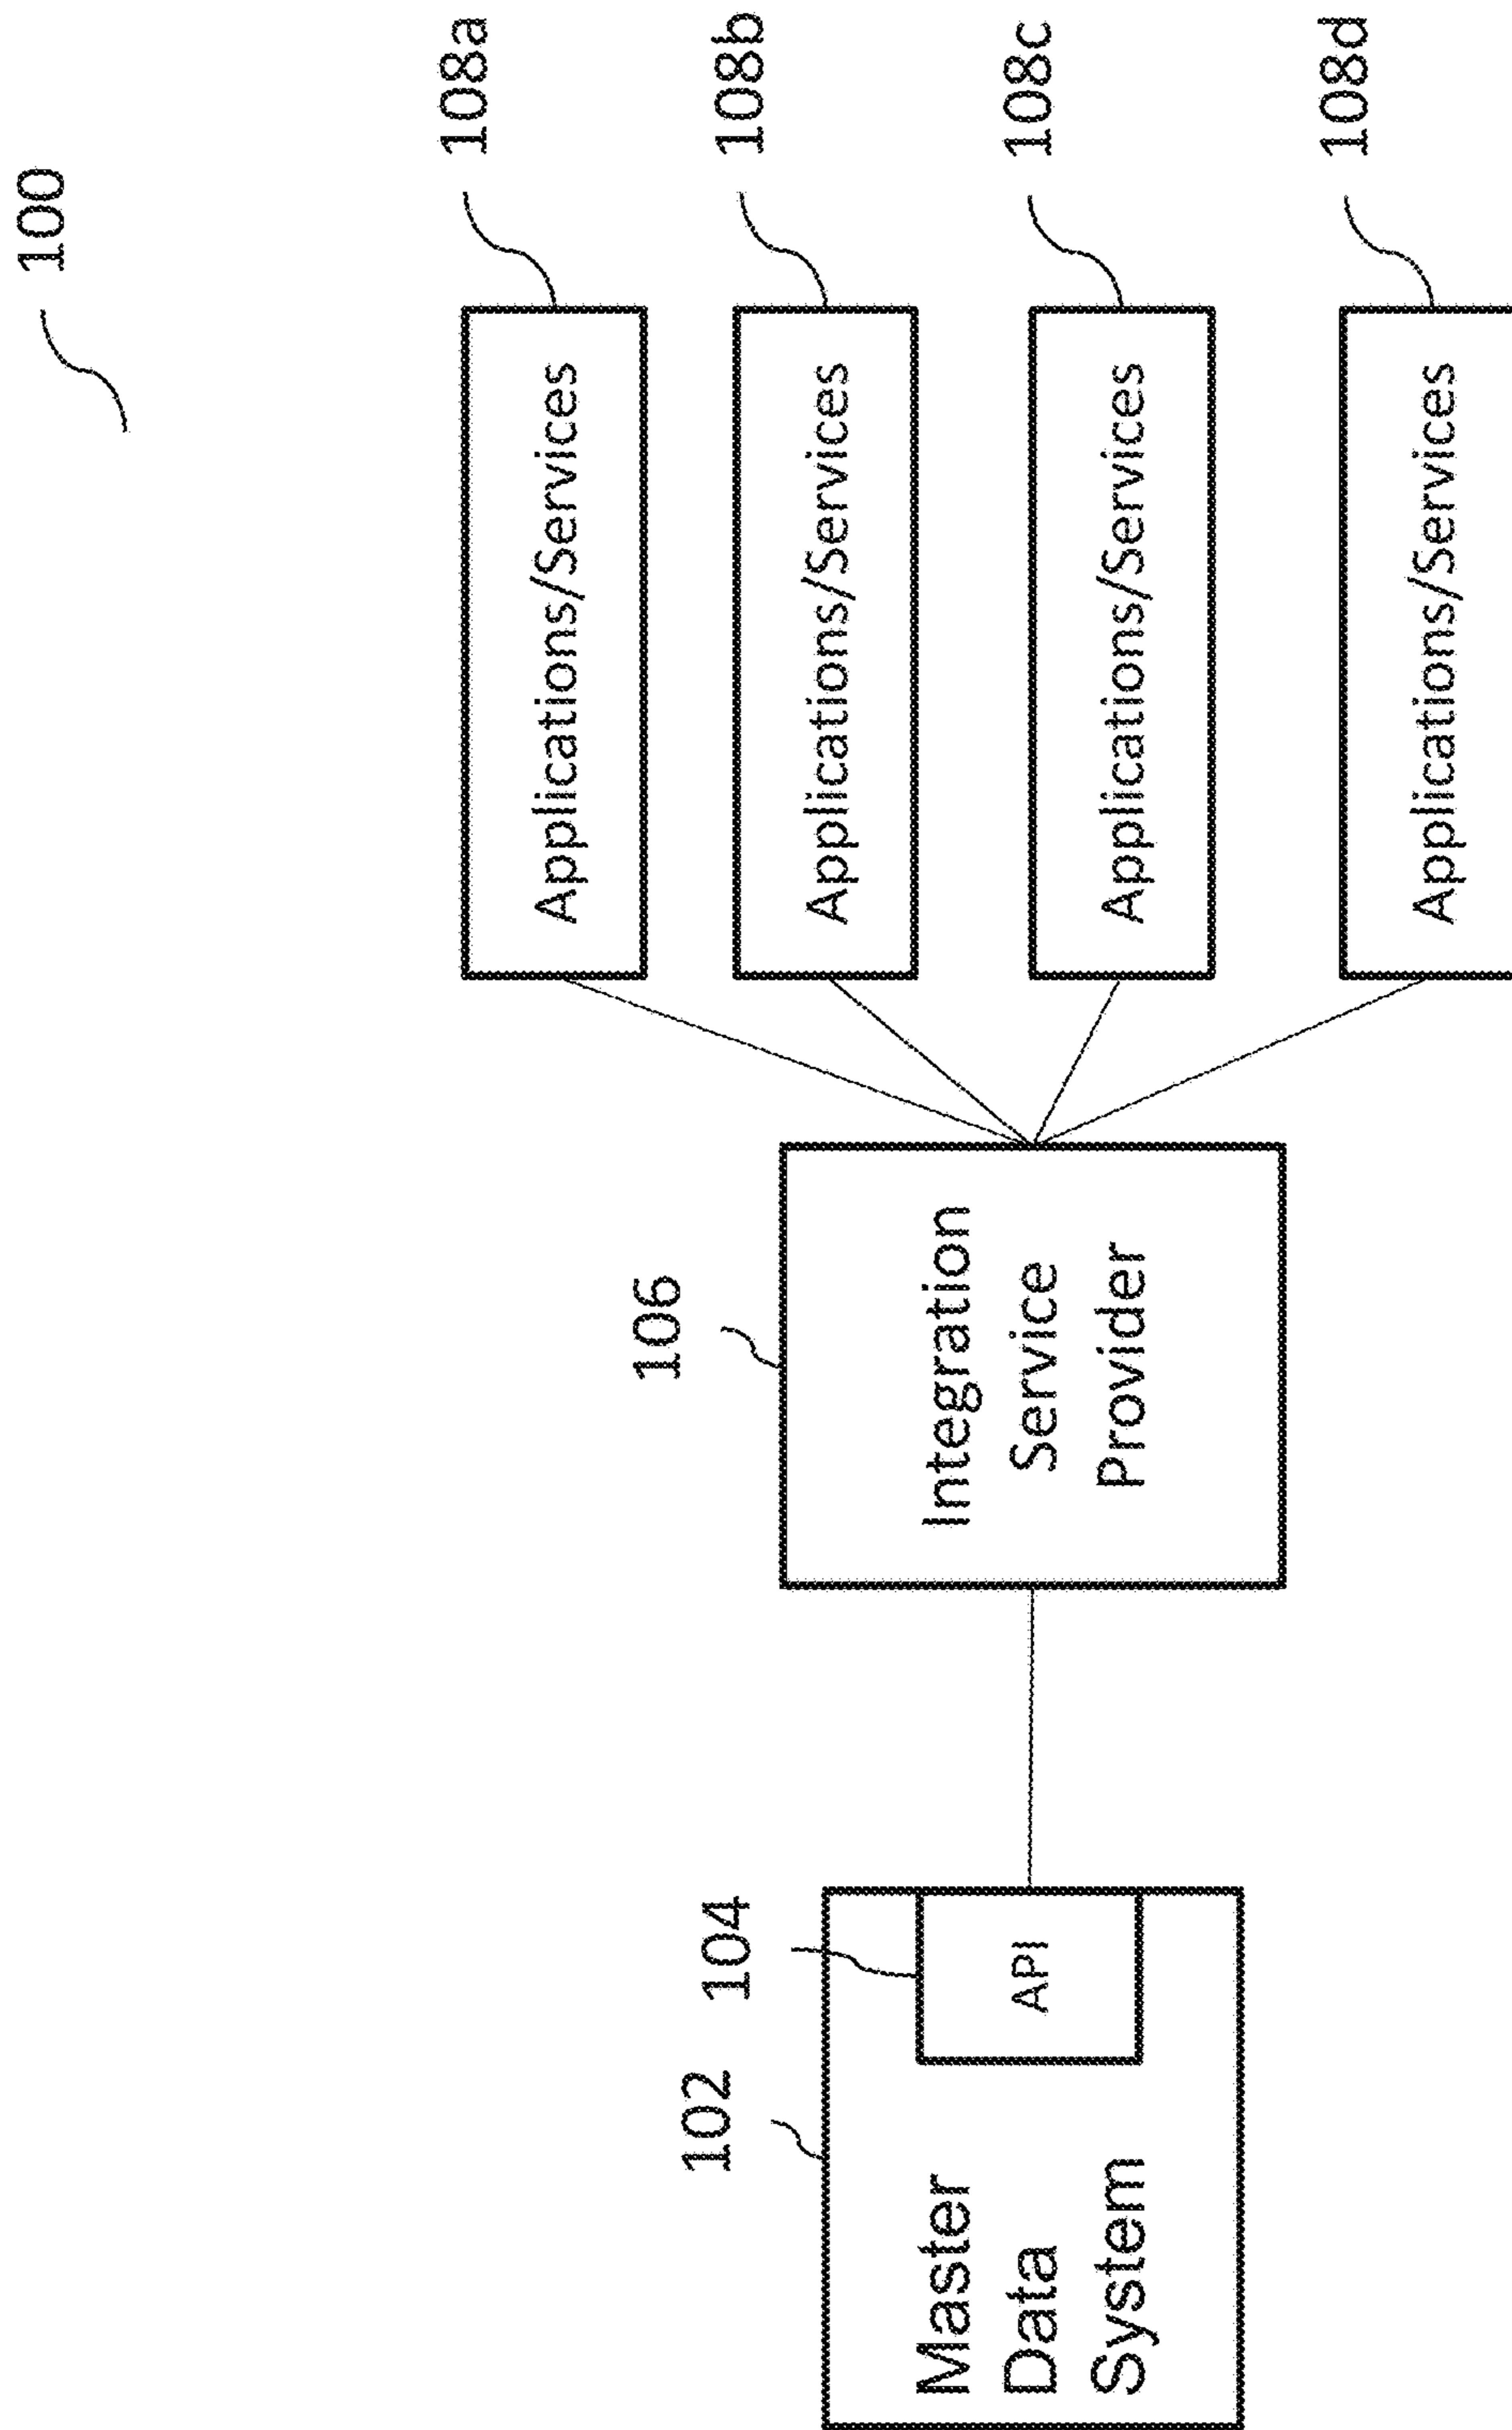 100
108a
Applications/Services
108b
Applications/Services
108c
Applications/Services
108d
Applications/Services
106
Integration
Service
Provider
104
API
102
Master
Data
System